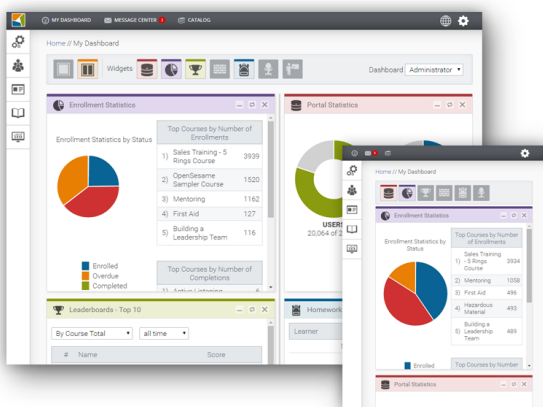 MY DASHBOARD MESSAGE CENTER CATALOG
Home // My Dashboard
Widgets
Dashboard Administrator
Enrollment Statistics
Portal Statistics
Enrollment Statistics by Status
Top Courses by Number of Enrollments
1) Sales Training - 5 Rings Course 3939
2) OpenSesame Sampler Course 1520
3) Mentoring 1162
4) First Aid 127
5) Building a Leadership Team 116
Enrolled
Overdue
Completed
Top Courses by Number of Completions
USERS
20,064 of 2
Leaderboards - Top 10
By Course Total all time
# Name Score
Homework
Learner
Home // My Dashboard
Enrollment Statistics
Enrollment Statistics by Status
Top Courses by Number of Enrollments
1) Sales Training - 5 Rings Course 3934
2) Mentoring 1058
3) First Aid 496
4) Hazardous Material 493
5) Building a Leadership Team 489
Enrolled
Top Courses by Number
Portal Statistics